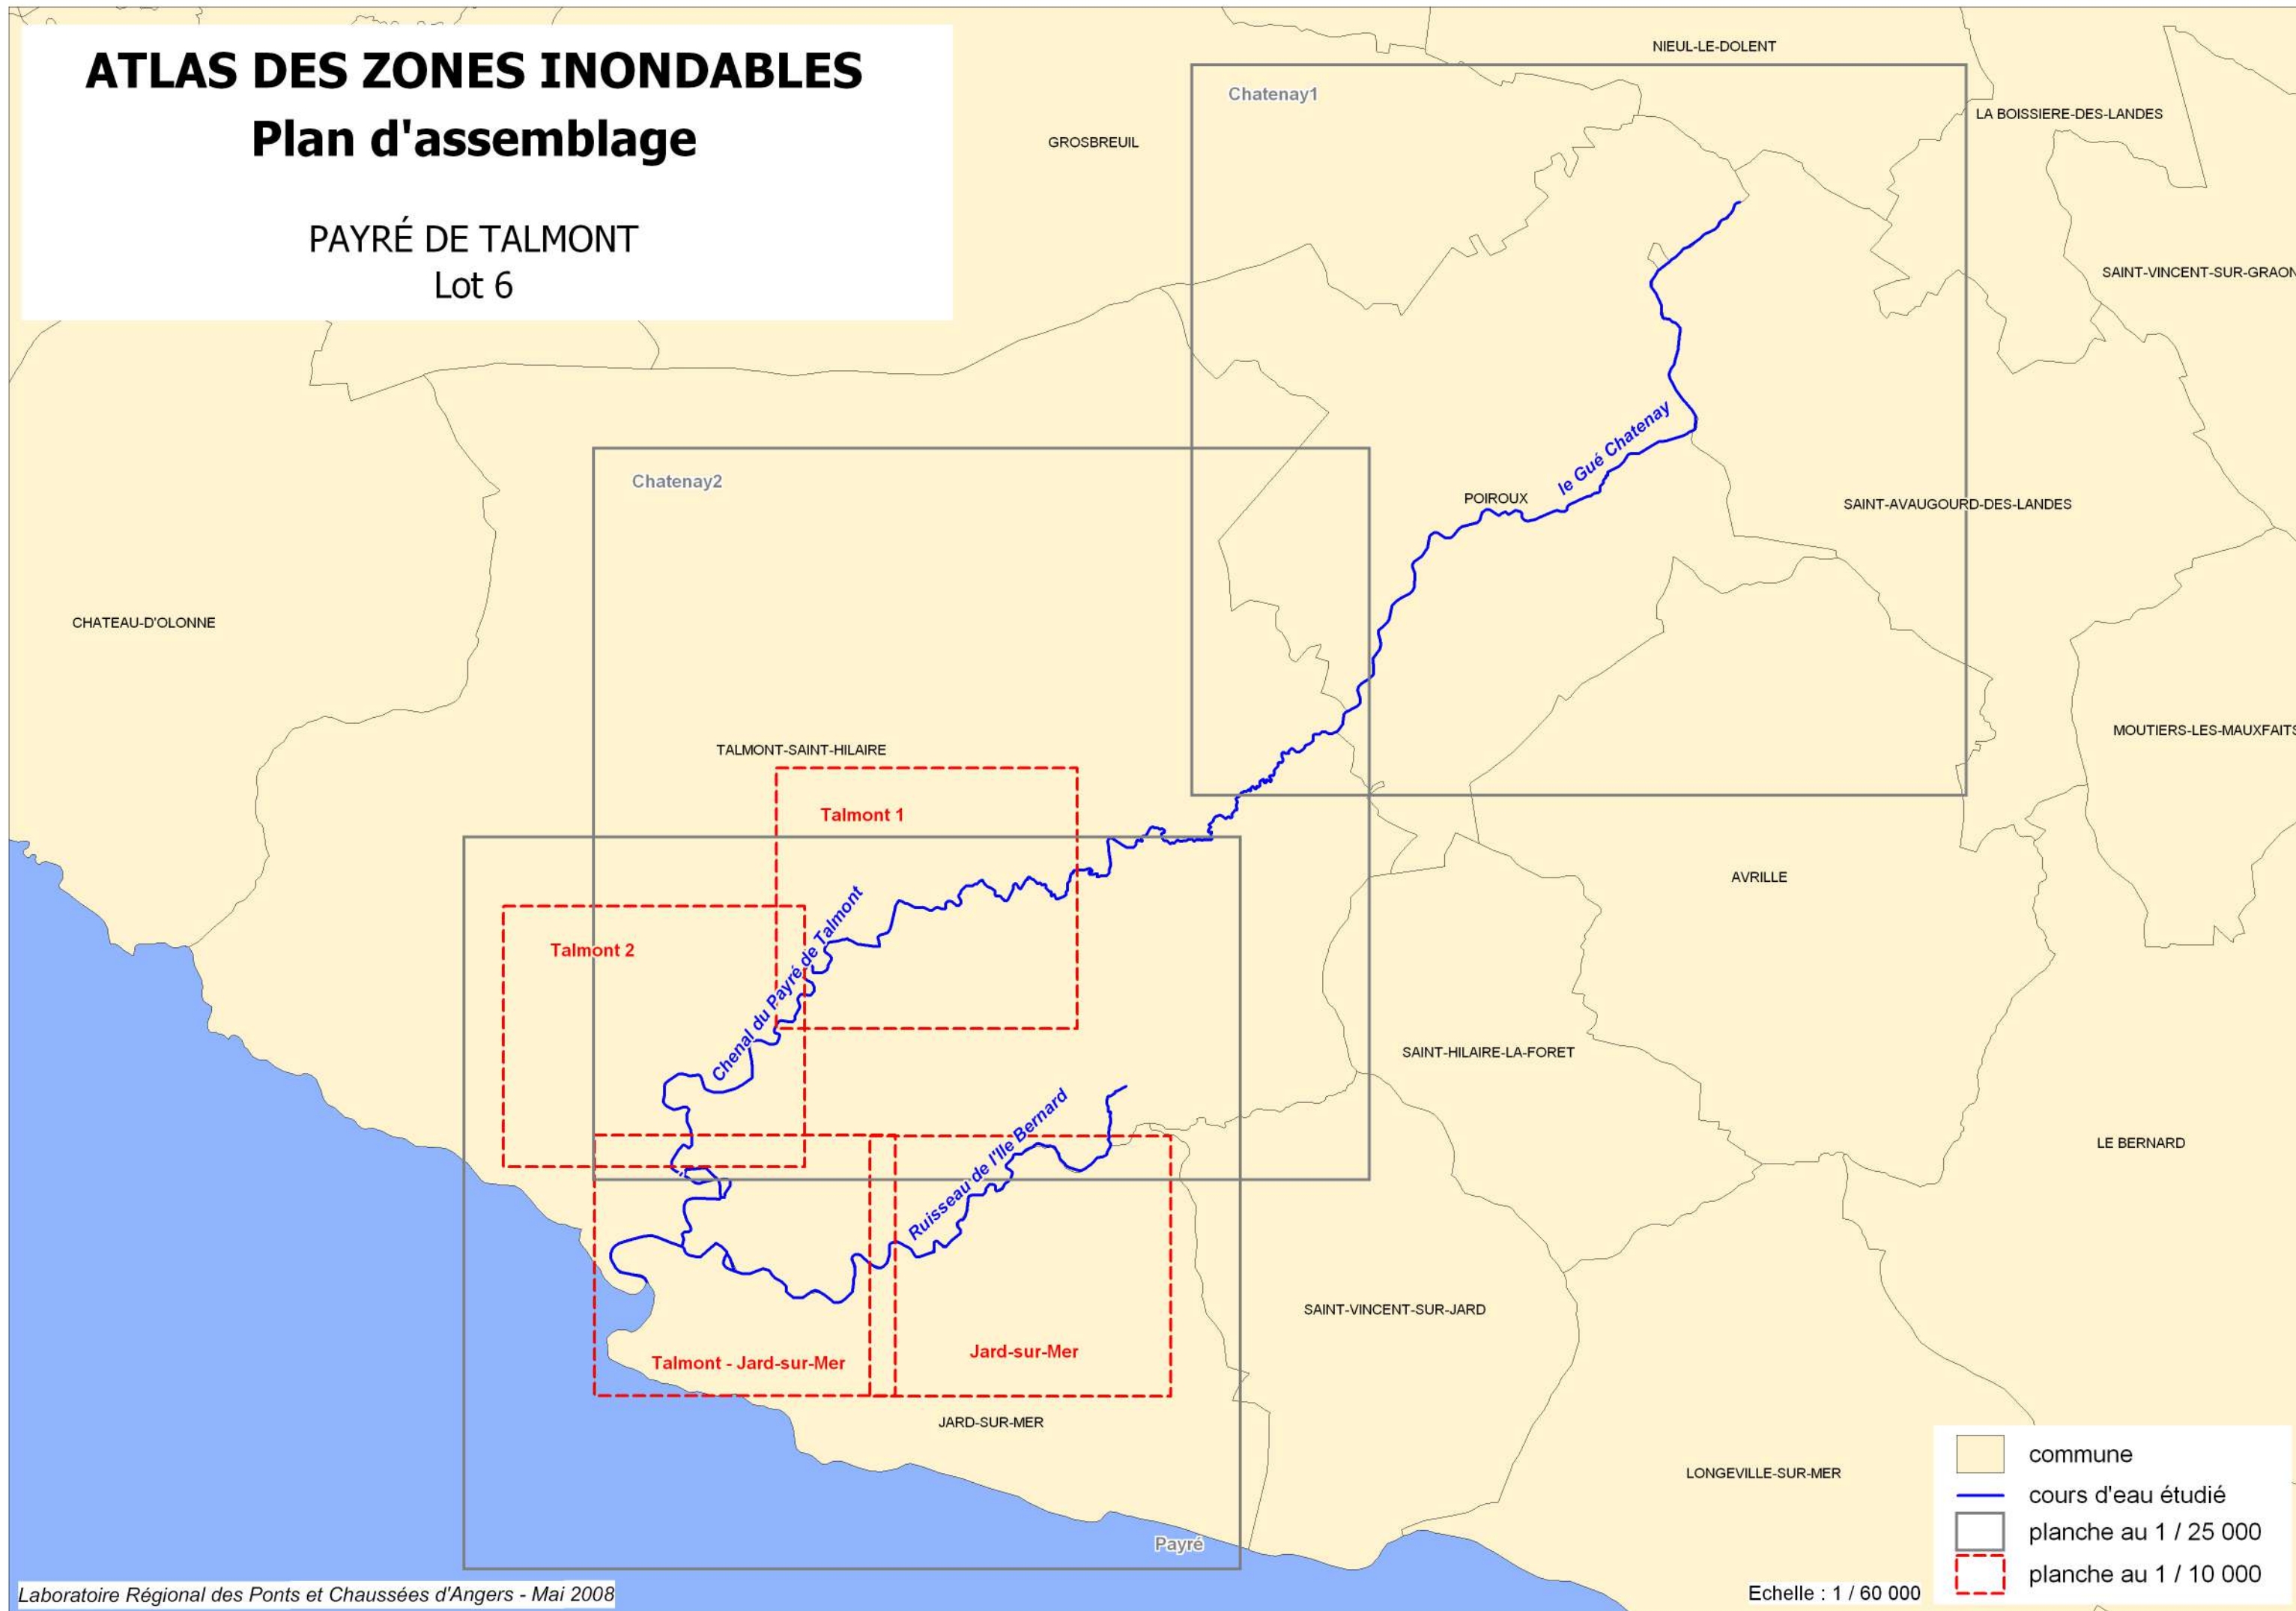 ATLAS DES ZONES INONDABLES
Plan d'assemblage
PAYRÉ DE TALMONT
Lot 6
NIEUL-LE-DOLENT
Chatenay1
LA BOISSIERE-DES-LANDES
GROSBREUIL
SAINT-VINCENT-SUR-GRAON
le Gué Chatenay
Chatenay2
POIROUX
SAINT-AVAUGOURD-DES-LANDES
CHATEAU-D'OLONNE
MOUTIERS-LES-MAUXFAITS
TALMONT-SAINT-HILAIRE
Talmont 1
AVRILLE
Talmont 2
Chenal du Payré de Talmont
SAINT-HILAIRE-LA-FORET
LE BERNARD
Ruisseau de l'Ile Bernard
SAINT-VINCENT-SUR-JARD
Talmont - Jard-sur-Mer
Jard-sur-Mer
JARD-SUR-MER
LONGEVILLE-SUR-MER
Payré
commune
cours d'eau étudié
planche au 1 / 25 000
planche au 1 / 10 000
Laboratoire Régional des Ponts et Chaussées d'Angers - Mai 2008
Echelle : 1 / 60 000